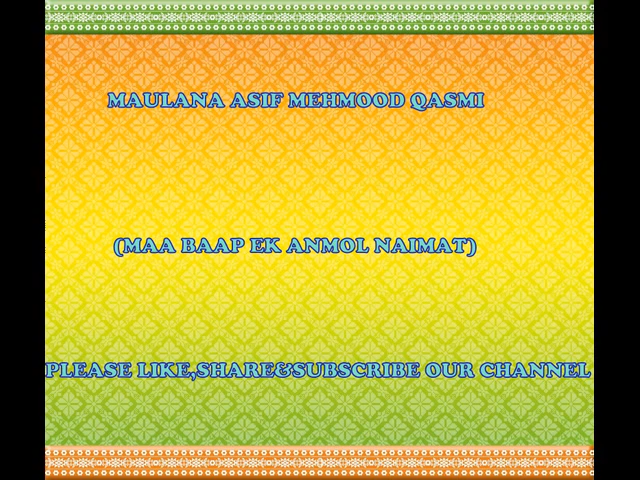 MAULANA ASIF MEHMOOD QASMI
(MAA BAAP EK ANMOL NAIMAT)
PLEASE LIKE,SHARE&SUBSCRIBE OUR CHANNEL